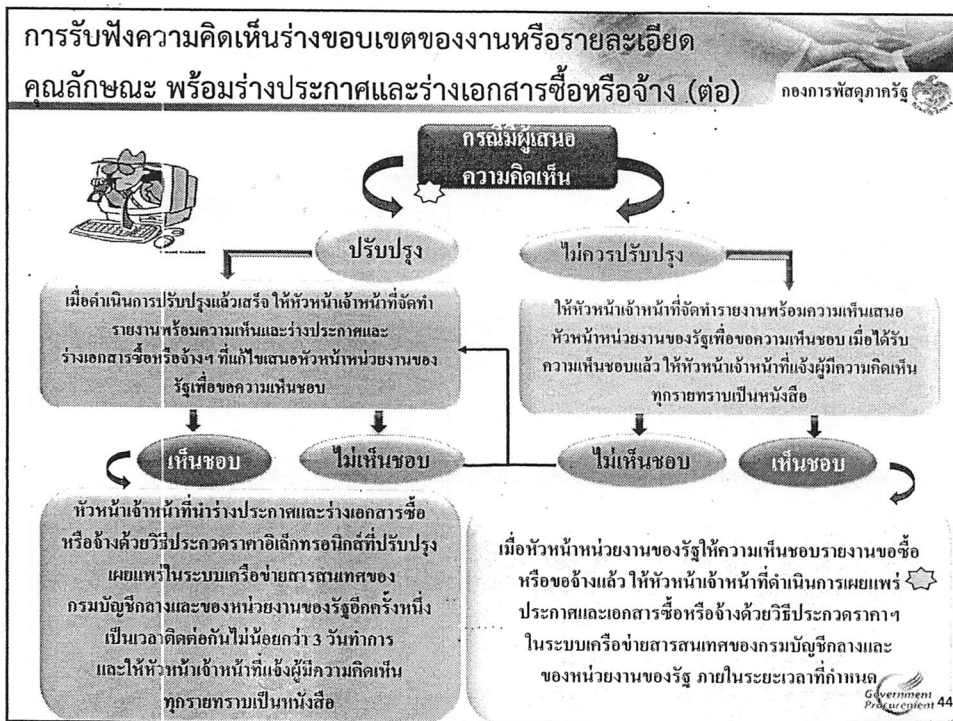 การรับฟังความคิดเห็นร่างขอบเขตของงานหรือรายละเอียด
คุณลักษณะ พร้อมร่างประกาศและร่างเอกสารซื้อหรือจ้าง (ต่อ)
กองการพัสดุภาครัฐ
กรณีมีผู้เสนอ
ความคิดเห็น
ปรับปรุง
ไม่ควรปรับปรุง
เมื่อดำเนินการปรับปรุงแล้วเสร็จ ให้หัวหน้าเจ้าหน้าที่จัดทำ
รายงานพร้อมความเห็นและร่างประกาศและ
ร่างเอกสารซื้อหรือจ้างฯ ที่แก้ไขเสนอหัวหน้าหน่วยงานของ
รัฐเพื่อขอความเห็นชอบ
ให้หัวหน้าเจ้าหน้าที่จัดทำรายงานพร้อมความเห็นเสนอ
หัวหน้าหน่วยงานของรัฐเพื่อขอความเห็นชอบ เมื่อได้รับ
ความเห็นชอบแล้ว ให้หัวหน้าเจ้าหน้าที่แจ้งผู้มีความคิดเห็น
ทุกรายทราบเป็นหนังสือ
เห็นชอบ
ไม่เห็นชอบ
ไม่เห็นชอบ
เห็นชอบ
หัวหน้าเจ้าหน้าที่นำร่างประกาศและร่างเอกสารซื้อ
หรือจ้างด้วยวิธีประกวดราคาอิเล็กทรอนิกส์ที่ปรับปรุง
เผยแพร่ในระบบเครือข่ายสารสนเทศของ
กรมบัญชีกลางและของหน่วยงานของรัฐอีกครั้งหนึ่ง
เป็นเวลาติดต่อกันไม่น้อยกว่า 3 วันทำการ
และให้หัวหน้าเจ้าหน้าที่แจ้งผู้มีความคิดเห็น
ทุกรายทราบเป็นหนังสือ
เมื่อหัวหน้าหน่วยงานของรัฐให้ความเห็นชอบรายงานขอซื้อ
หรือขอจ้างแล้ว ให้หัวหน้าเจ้าหน้าที่ดำเนินการเผยแพร่
ประกาศและเอกสารซื้อหรือจ้างด้วยวิธีประกวดราคาฯ
ในระบบเครือข่ายสารสนเทศของกรมบัญชีกลางและ
ของหน่วยงานของรัฐ ภายในระยะเวลาที่กำหนด
Government
Procurement 44